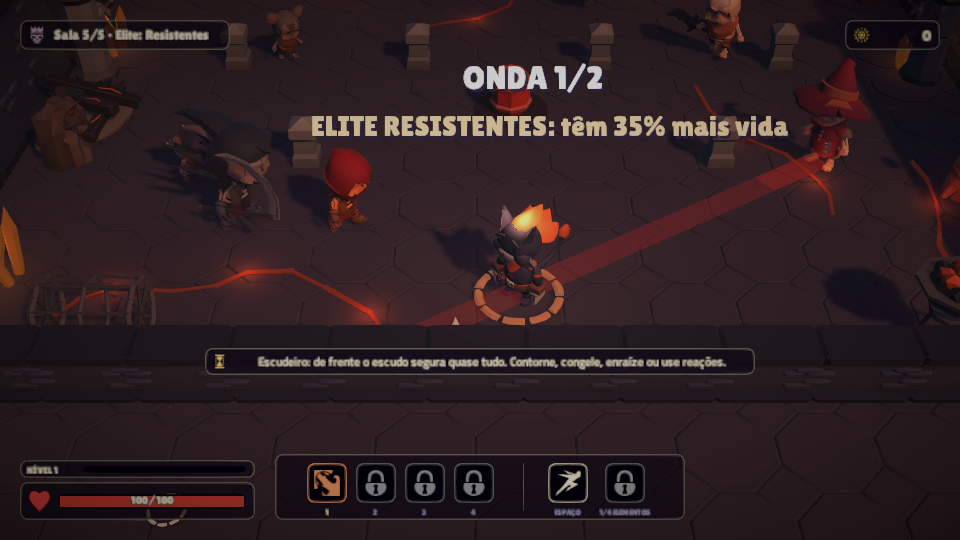 Sala 5/5 · Elite: Resistentes
0
ONDA 1/2
ELITE RESISTENTES: têm 35% mais vida
Escudeiro: de frente o escudo segura quase tudo. Contorne, congele, enraíze ou use reações.
NÍVEL 1
100/100
1 2 3 4 ESPAÇO 1/4 ELEMENTOS